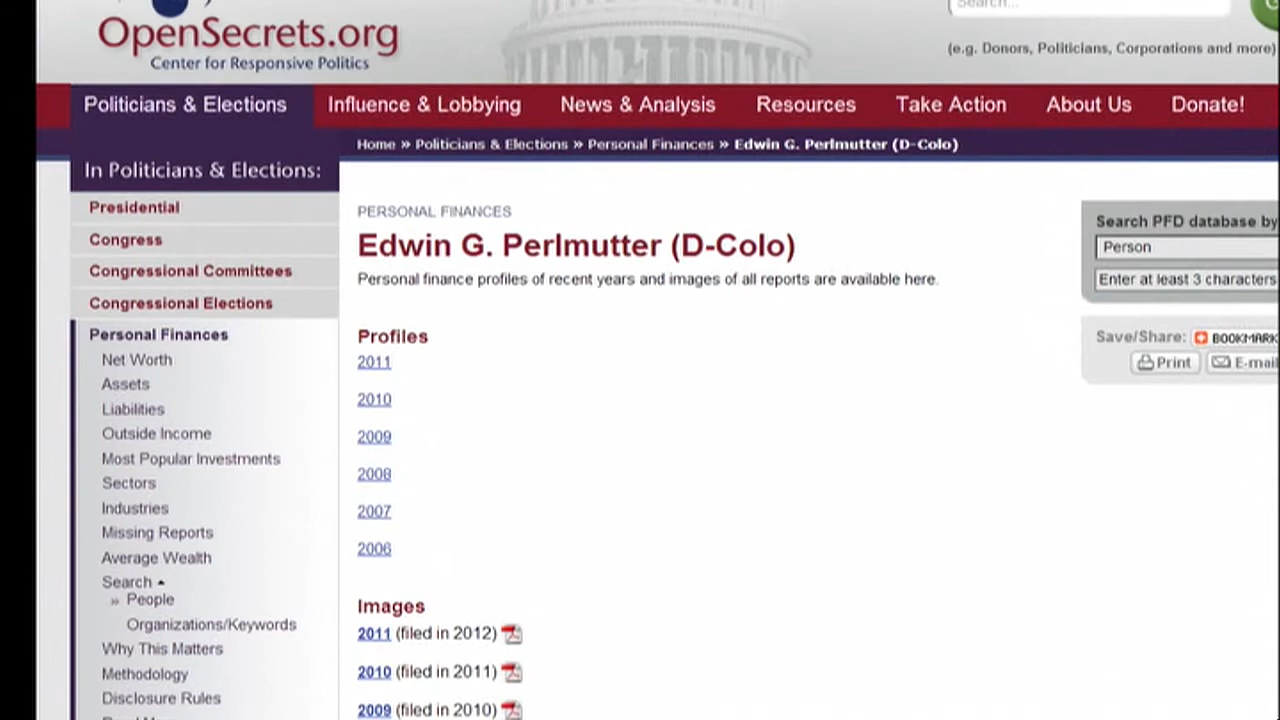 Search...
OpenSecrets.org
Center for Responsive Politics
(e.g. Donors, Politicians, Corporations and more)
Politicians & Elections
Influence & Lobbying
News & Analysis
Resources
Take Action
About Us
Donate!
Home » Politicians & Elections » Personal Finances » Edwin G. Perlmutter (D-Colo)
In Politicians & Elections:
Presidential
Congress
Congressional Committees
Congressional Elections
Personal Finances
Net Worth
Assets
Liabilities
Outside Income
Most Popular Investments
Sectors
Industries
Missing Reports
Average Wealth
Search
» People
Organizations/Keywords
Why This Matters
Methodology
Disclosure Rules
PERSONAL FINANCES
Edwin G. Perlmutter (D-Colo)
Personal finance profiles of recent years and images of all reports are available here.
Profiles
2011
2010
2009
2008
2007
2006
Images
2011 (filed in 2012)
2010 (filed in 2011)
2009 (filed in 2010)
Search PFD database by
Person
Enter at least 3 characters
Save/Share: BOOKMARK
Print E-mail